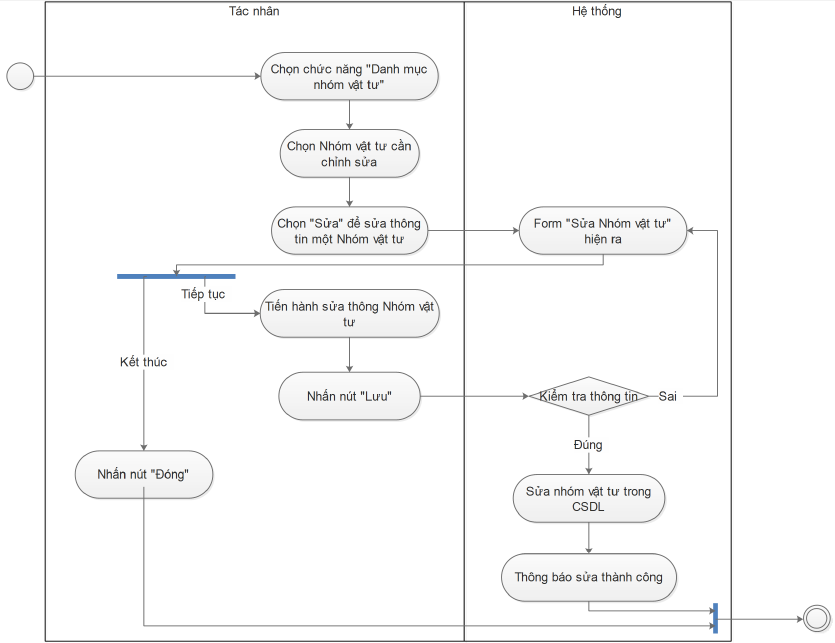 Tác nhân
Hệ thống
Chọn chức năng "Danh mục
nhóm vật tư"
Chọn Nhóm vật tư cần
chỉnh sửa
Chọn "Sửa" để sửa thông
tin một Nhóm vật tư
Form "Sửa Nhóm vật tư"
hiện ra
Tiếp tục
Tiến hành sửa thông Nhóm vật
tư
Kết thúc
Nhấn nút "Lưu"
Kiểm tra thông tin
Sai
Đúng
Nhấn nút "Đóng"
Sửa nhóm vật tư trong
CSDL
Thông báo sửa thành công